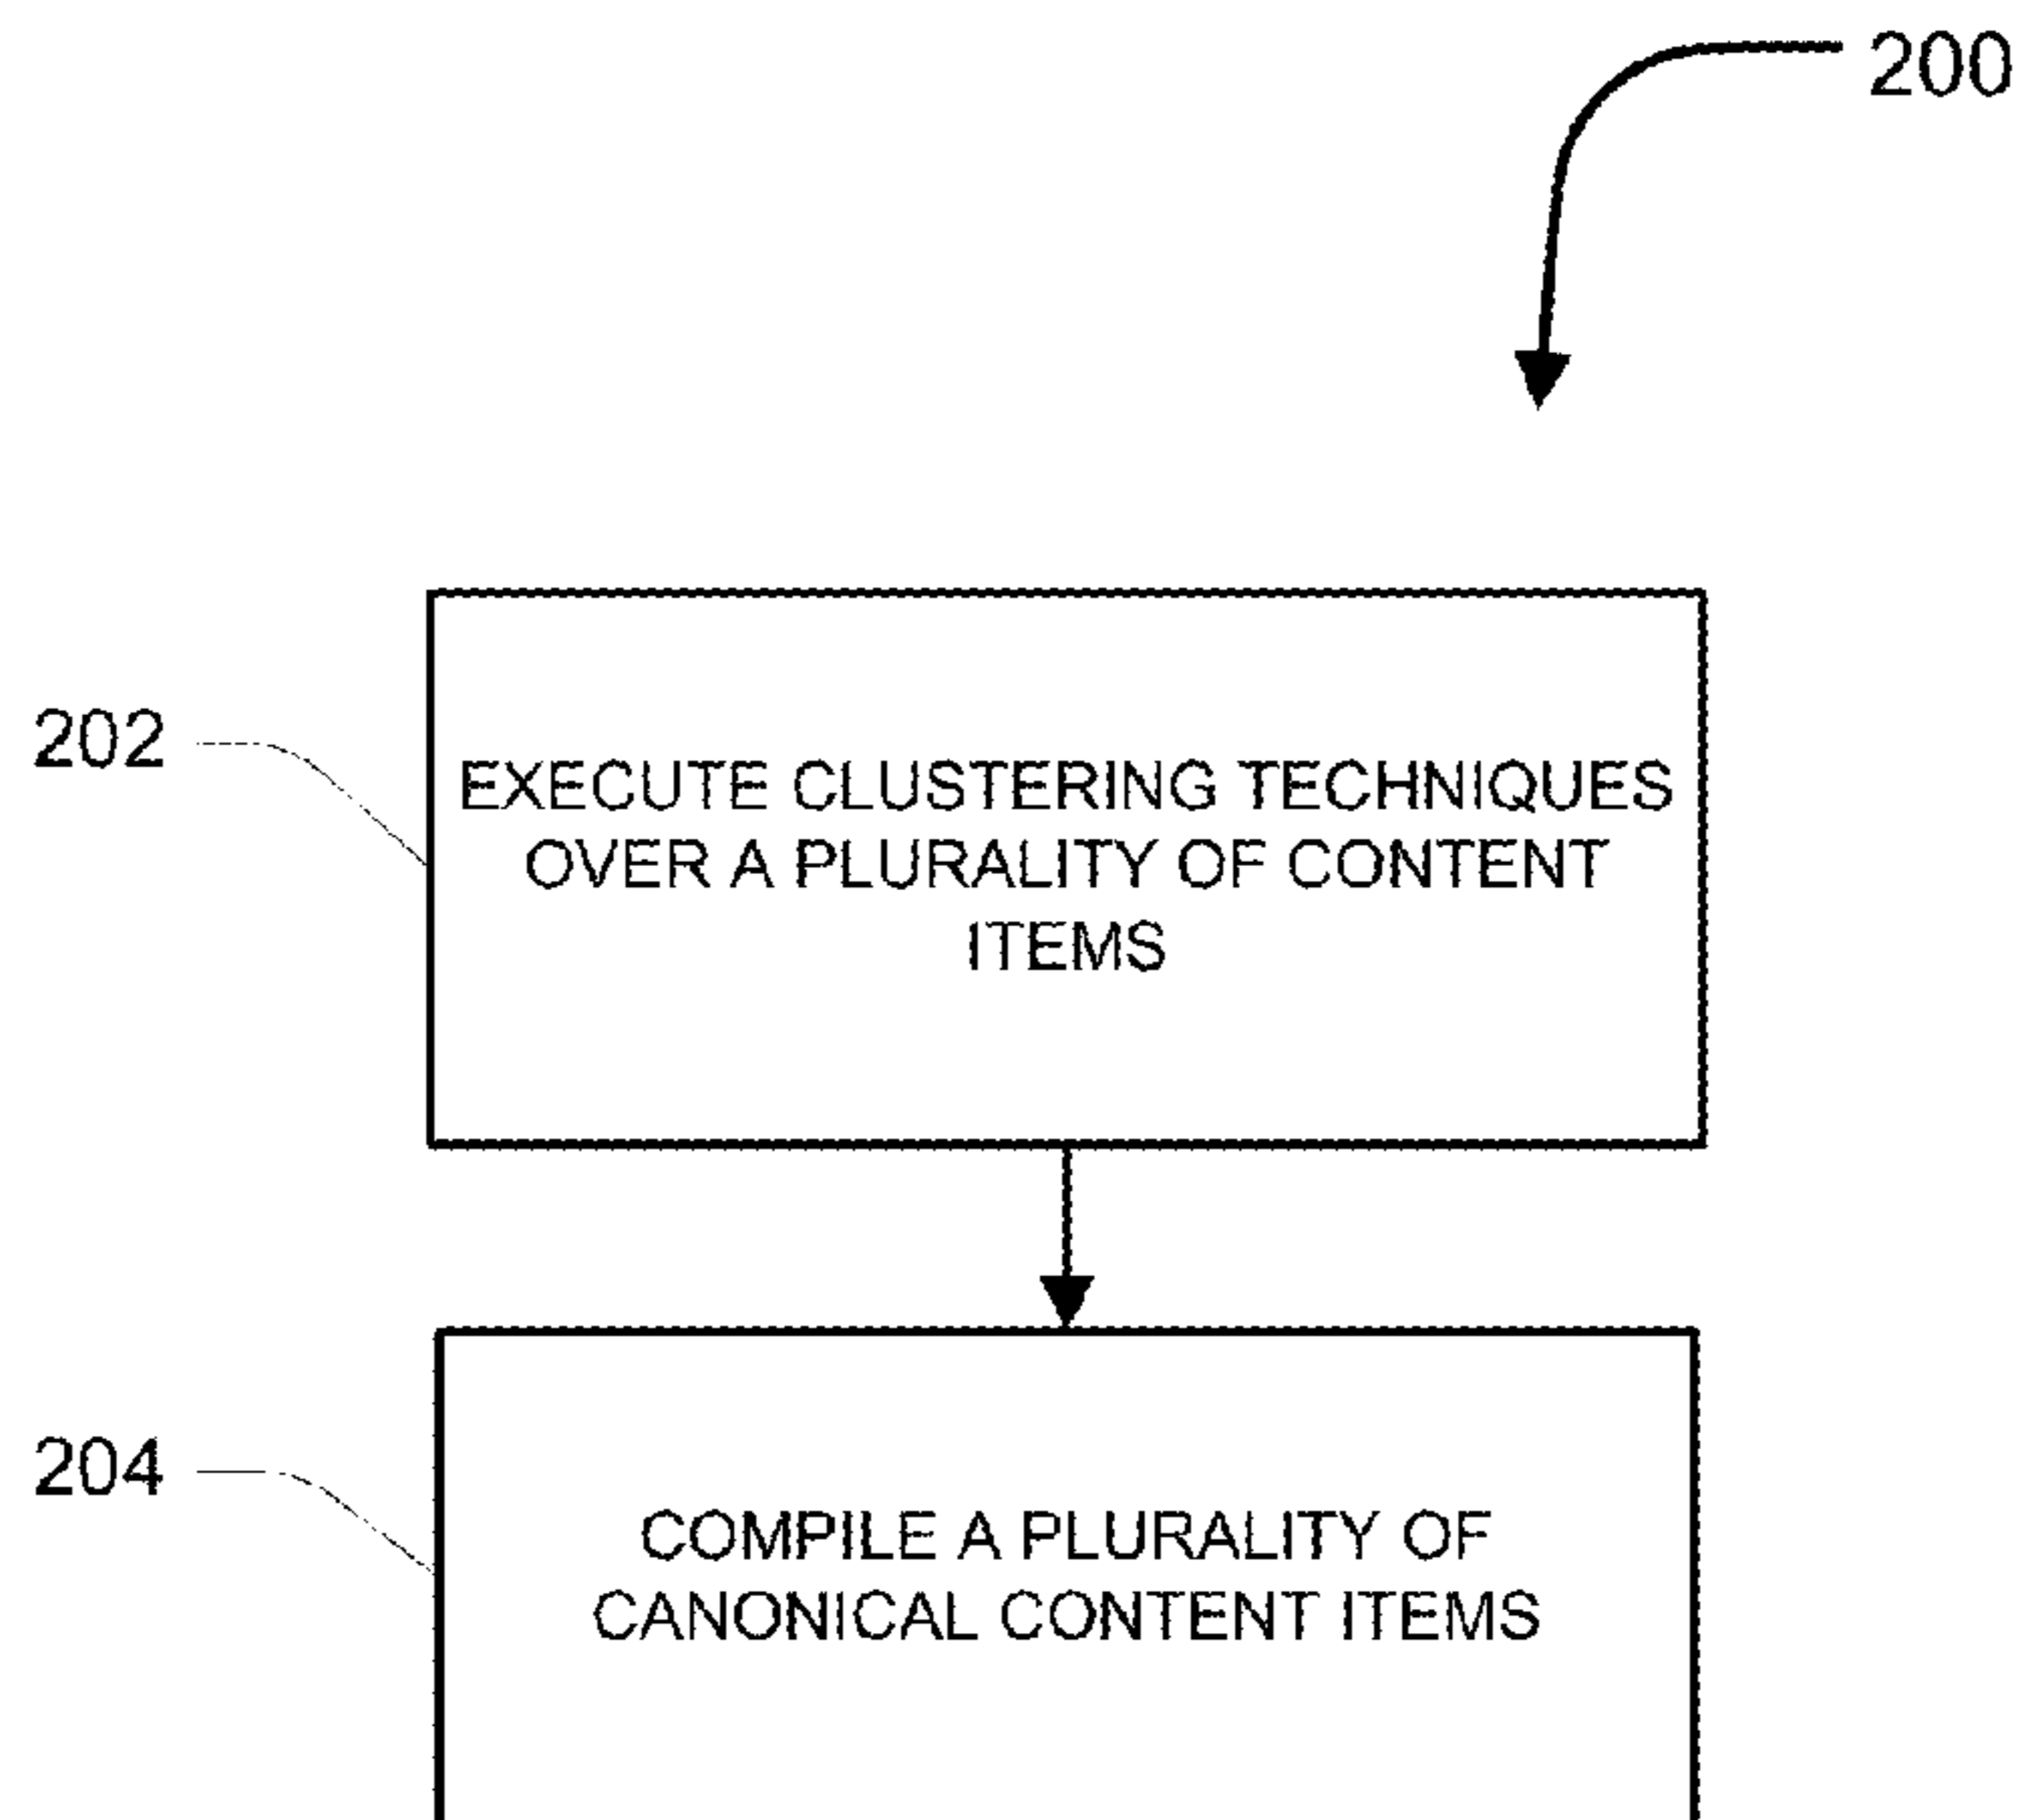 200
202
EXECUTE CLUSTERING TECHNIQUES
OVER A PLURALITY OF CONTENT
ITEMS
204
COMPILE A PLURALITY OF
CANONICAL CONTENT ITEMS